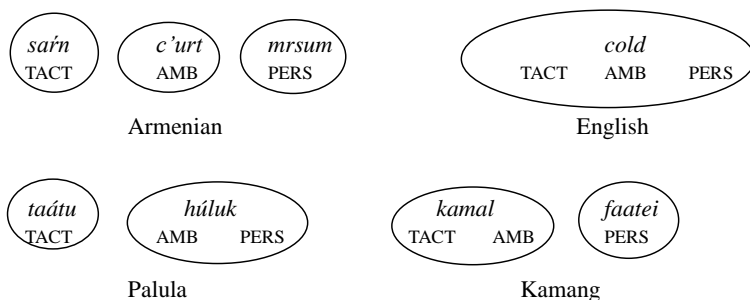 saŕn c’urt mrsum cold
TACT AMB PERS TACT AMB PERS
Armenian English
taátu húluk kamal faatei
TACT AMB PERS TACT AMB PERS
Palula Kamang